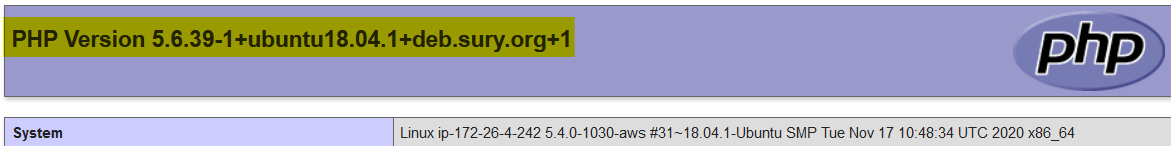 PHP Version 5.6.39-1+ubuntu18.04.1+deb.sury.org+1
php
System
Linux ip-172-26-4-242 5.4.0-1030-aws #31~18.04.1-Ubuntu SMP Tue Nov 17 10:48:34 UTC 2020 x86_64